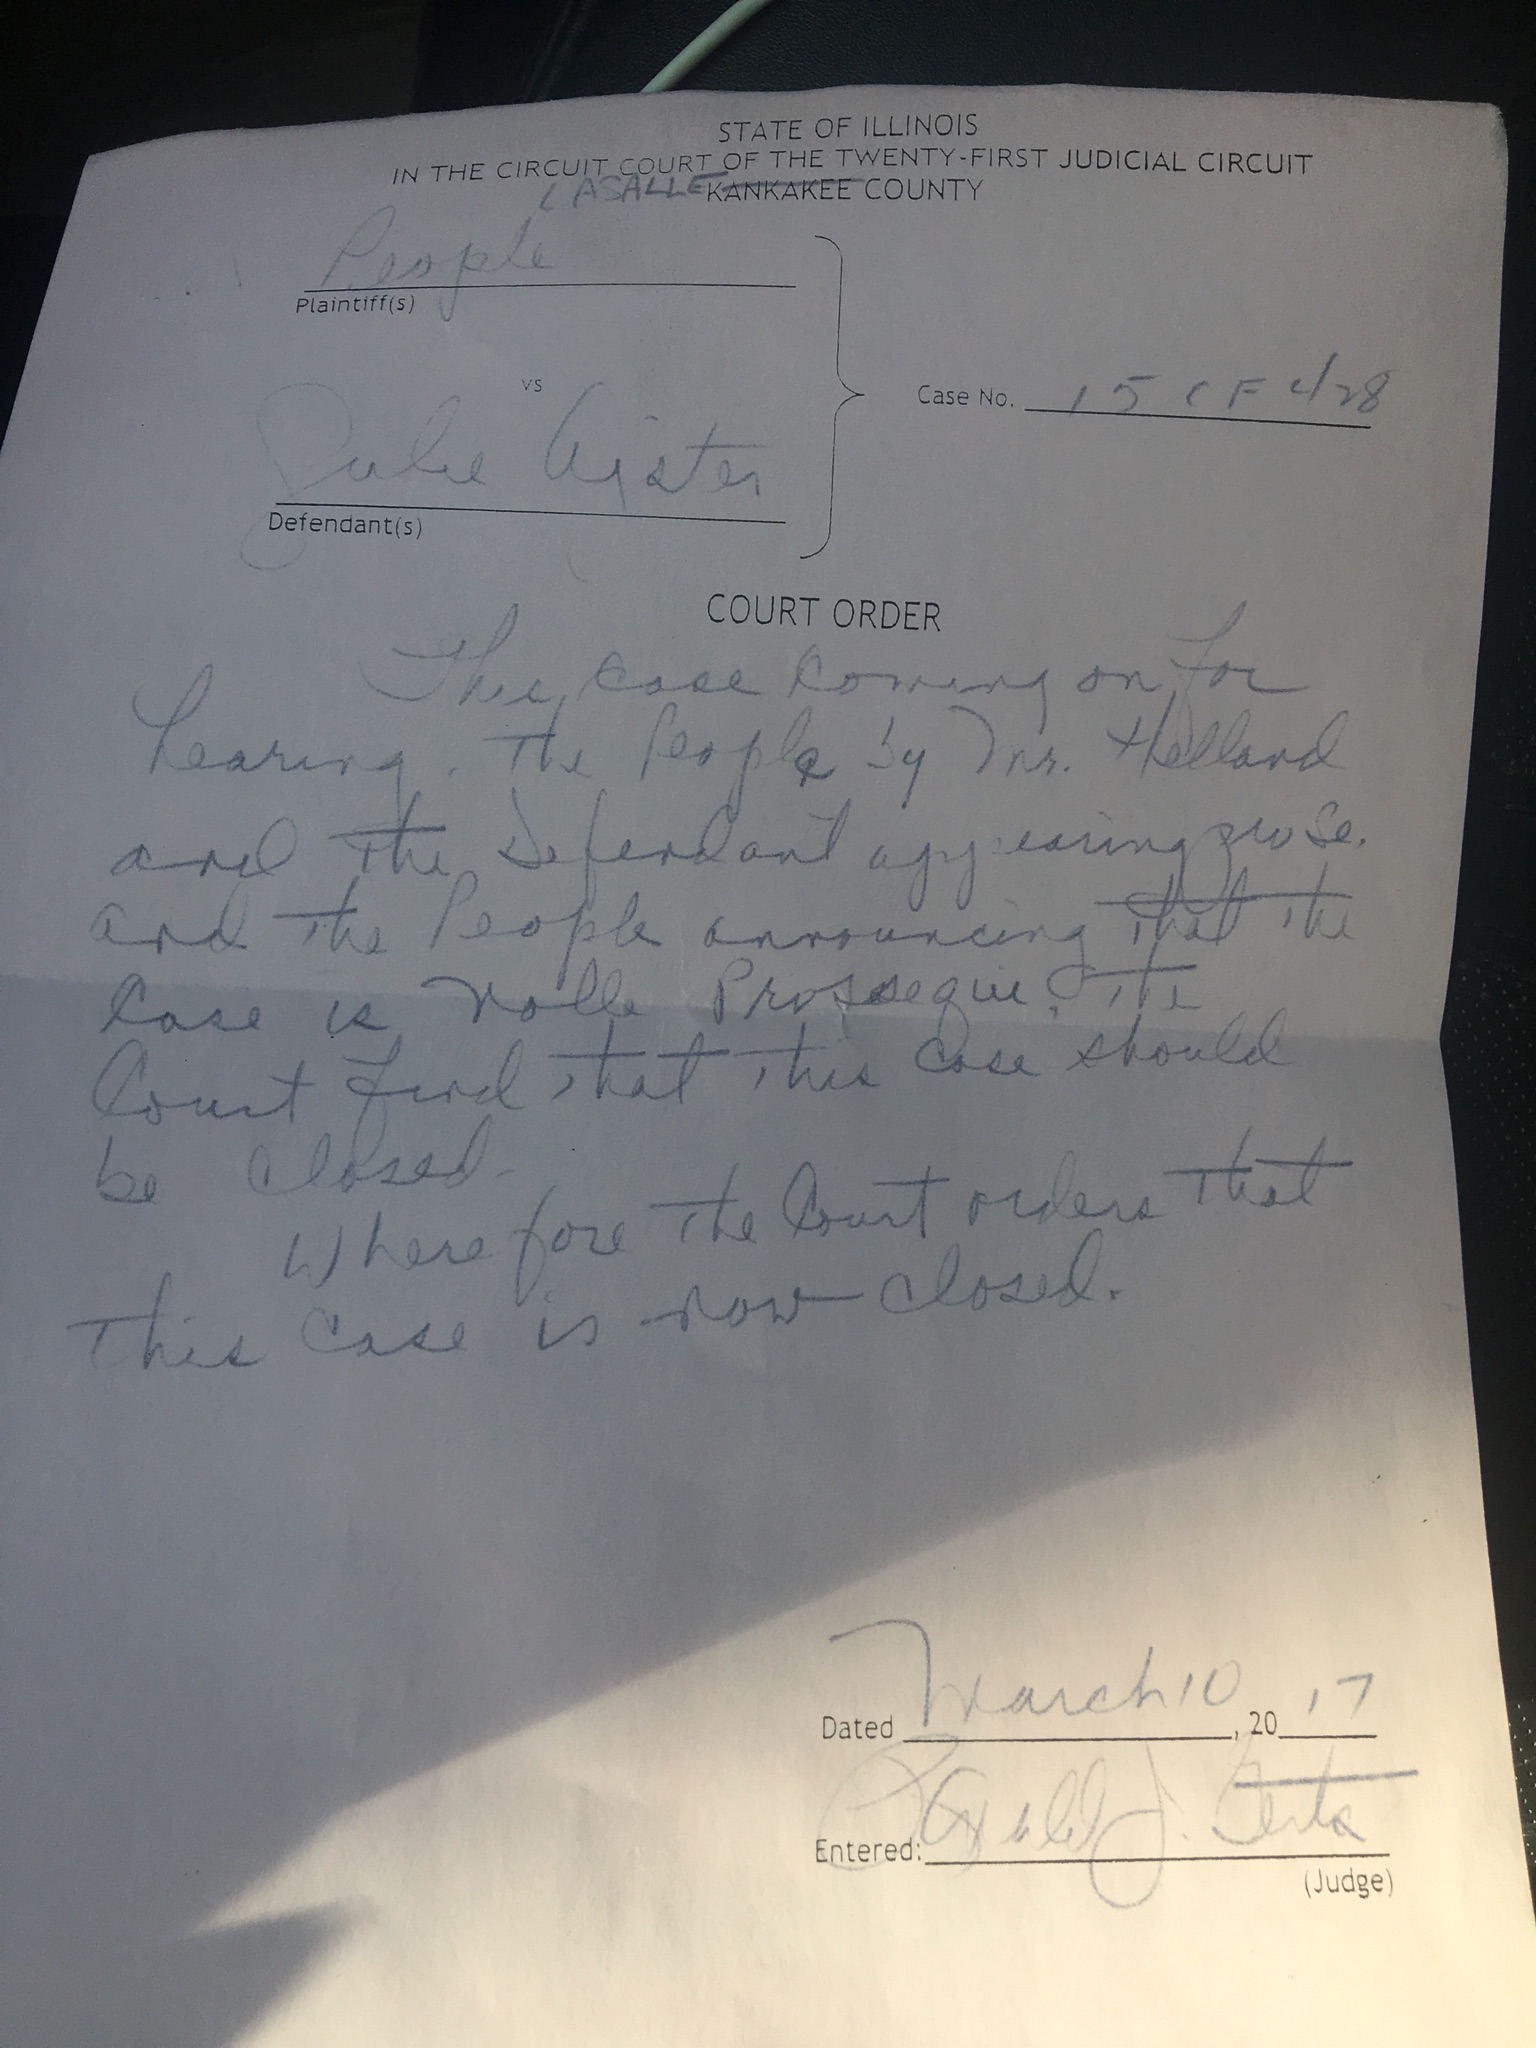 STATE OF ILLINOIS
IN THE CIRCUIT COURT OF THE TWENTY-FIRST JUDICIAL CIRCUIT
LASALLE KANKAKEE COUNTY
People
Plaintiff(s)
vs
Case No. 15 CF 428
Julie
Defendant(s)
COURT ORDER
This case coming on for
hearing. The People by Mr. Helland
and the Defendant appearing pro se.
and the People announcing that the
Case is Nolle Prossequi. The
Court find that this case should
be closed.
Wherefore the Court orders that
This case is now closed.
Dated March 10, 20 17
Entered: J.
(Judge)